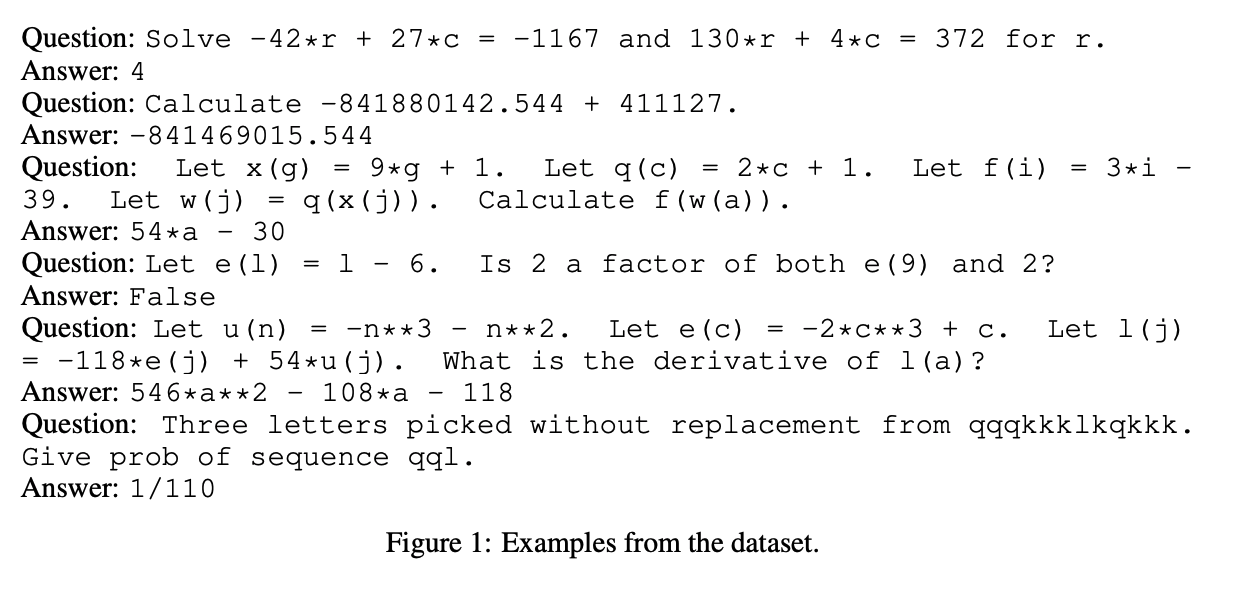 Question: Solve -42*r + 27*c = -1167 and 130*r + 4*c = 372 for r.
Answer: 4
Question: Calculate -841880142.544 + 411127.
Answer: -841469015.544
Question: Let x(g) = 9*g + 1. Let q(c) = 2*c + 1. Let f(i) = 3*i -
39. Let w(j) = q(x(j)). Calculate f(w(a)).
Answer: 54*a - 30
Question: Let e(l) = l - 6. Is 2 a factor of both e(9) and 2?
Answer: False
Question: Let u(n) = -n**3 - n**2. Let e(c) = -2*c**3 + c. Let l(j)
= -118*e(j) + 54*u(j). What is the derivative of l(a)?
Answer: 546*a**2 - 108*a - 118
Question: Three letters picked without replacement from qqqkkklkqkkk.
Give prob of sequence qql.
Answer: 1/110
Figure 1: Examples from the dataset.